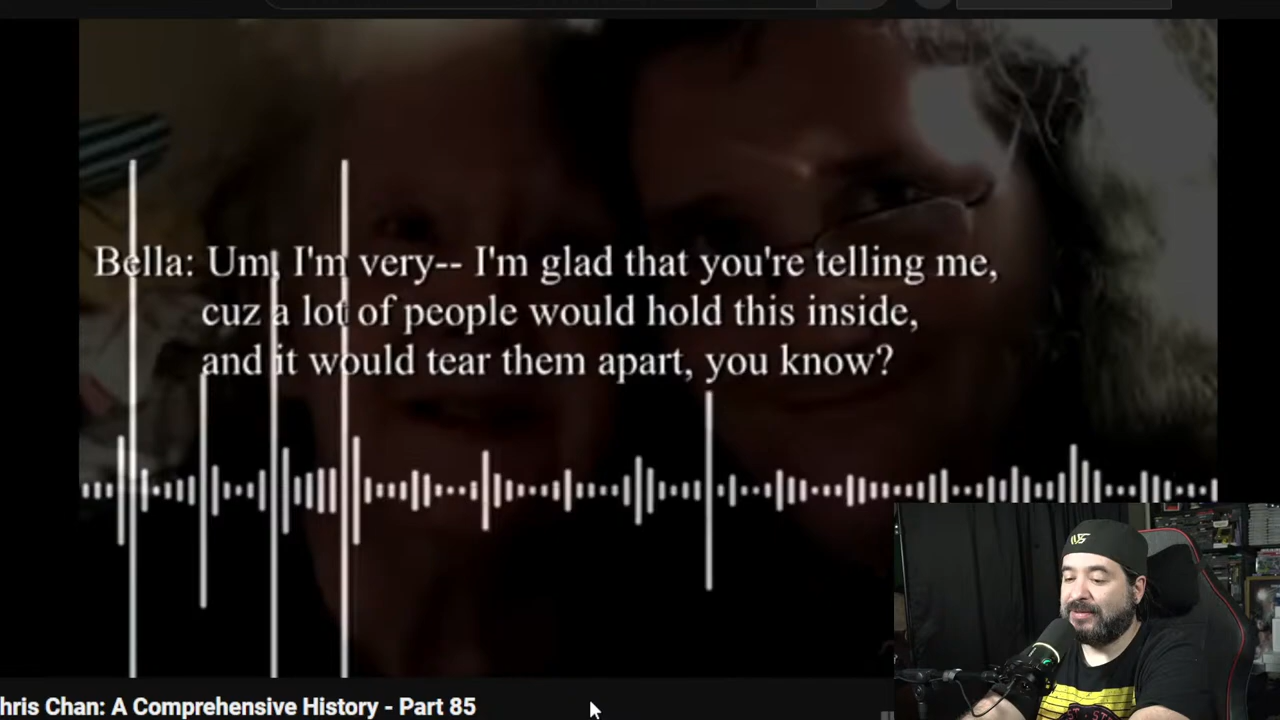 Bella: Um, I'm very-- I'm glad that you're telling me,
cuz a lot of people would hold this inside,
and it would tear them apart, you know?
hris Chan: A Comprehensive History - Part 85